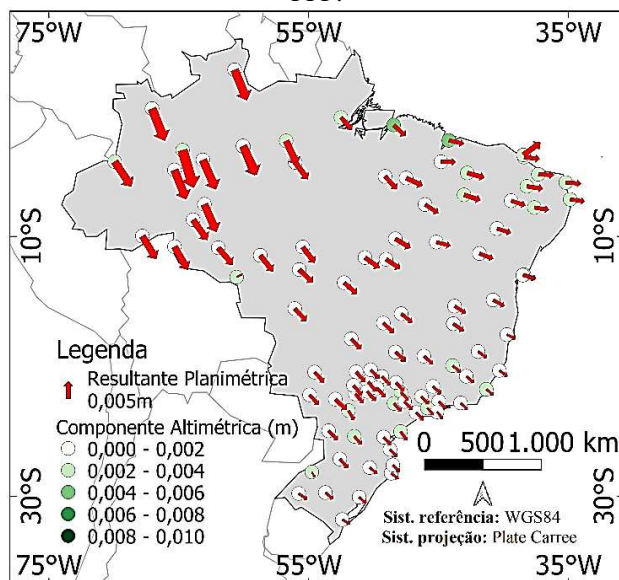 75°W 55°W 35°W
10°S 10°S
Legenda
Resultante Planimétrica
0,005m
Componente Altimétrica (m)
0,000 - 0,002
0,002 - 0,004
0,004 - 0,006
0,006 - 0,008
0,008 - 0,010
0 500 1.000 km
30°S 30°S
Sist. referência: WGS84
Sist. projeção: Plate Carree
75°W 55°W 35°W